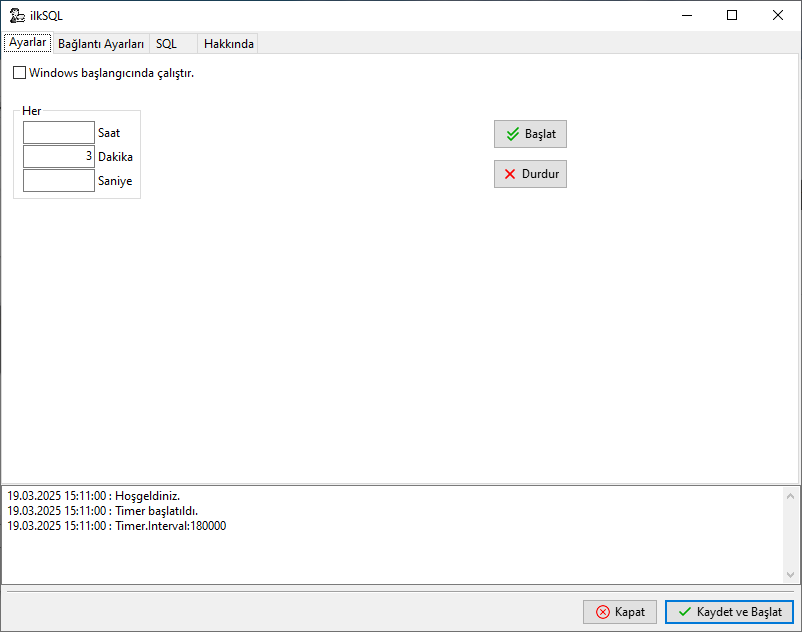 ilkSQL
Ayarlar Bağlantı Ayarları SQL Hakkında
Windows başlangıcında çalıştır.
Her
Saat
3 Dakika
Saniye
Başlat
Durdur
19.03.2025 15:11:00 : Hoşgeldiniz.
19.03.2025 15:11:00 : Timer başlatıldı.
19.03.2025 15:11:00 : Timer.Interval:180000
Kapat Kaydet ve Başlat